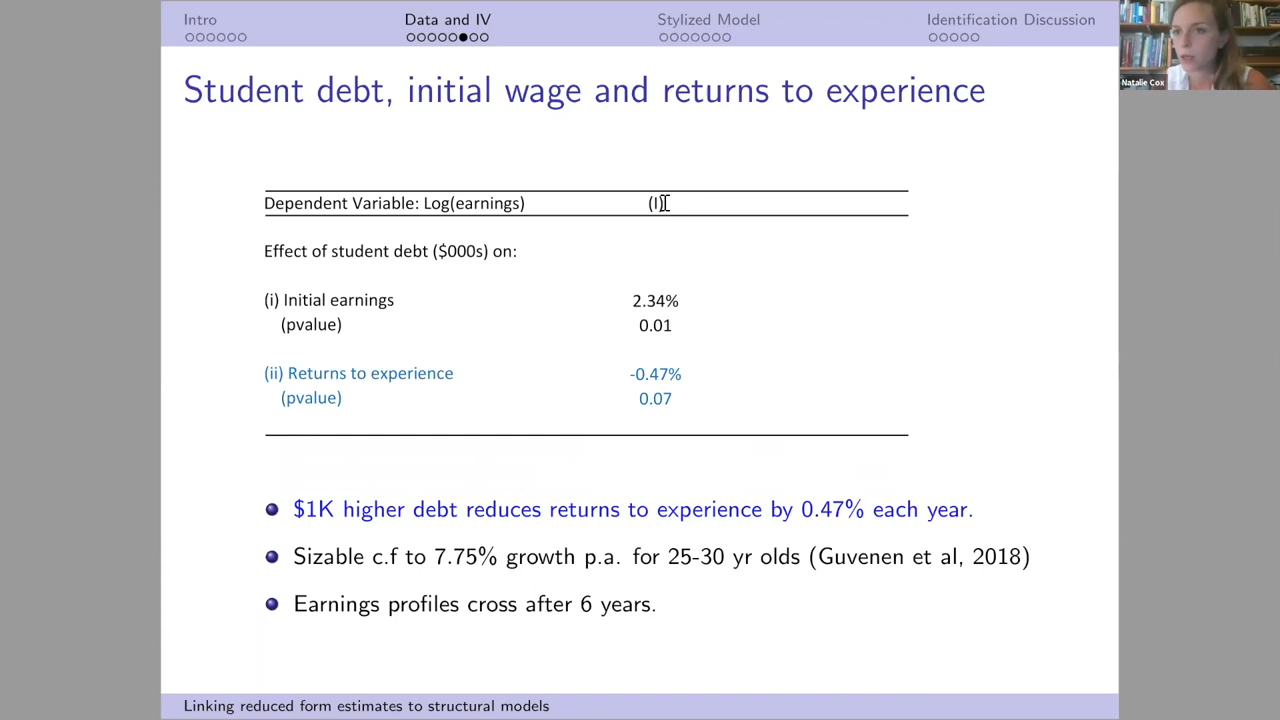 Intro
Data and IV
Stylized Model
Identification Discussion
Natalie Cox
Student debt, initial wage and returns to experience
Dependent Variable: Log(earnings) (I)
Effect of student debt ($000s) on:
(i) Initial earnings 2.34%
(pvalue) 0.01
(ii) Returns to experience -0.47%
(pvalue) 0.07
$1K higher debt reduces returns to experience by 0.47% each year.
Sizable c.f to 7.75% growth p.a. for 25-30 yr olds (Guvenen et al, 2018)
Earnings profiles cross after 6 years.
Linking reduced form estimates to structural models